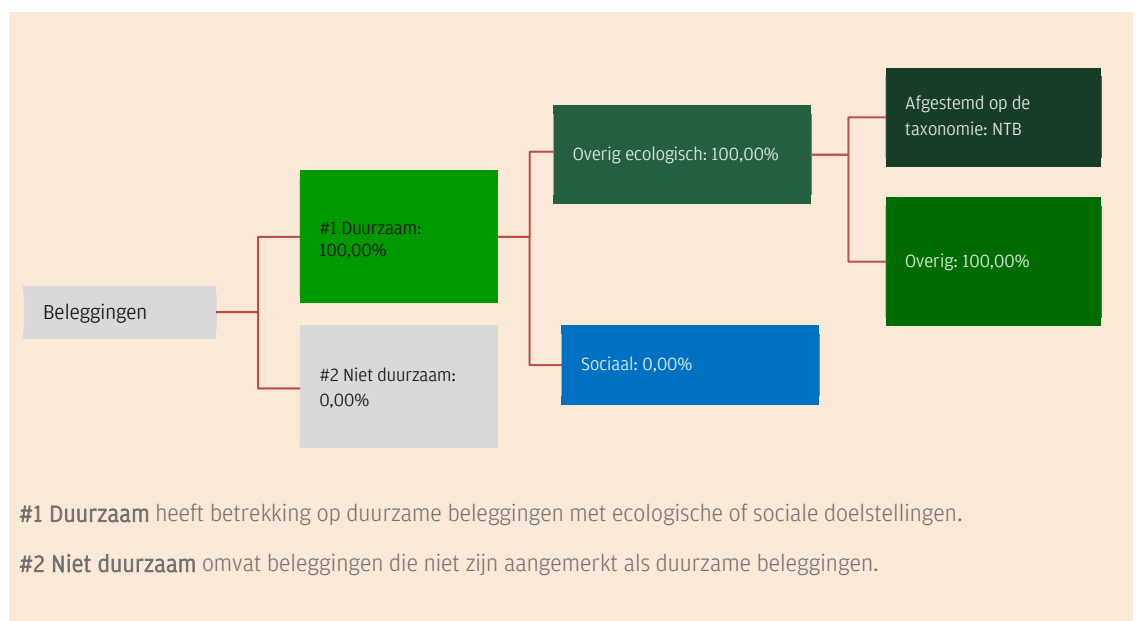 Beleggingen
#1 Duurzaam:
100,00%
#2 Niet duurzaam:
0,00%
Overig ecologisch: 100,00%
Sociaal: 0,00%
Afgestemd op de
taxonomie: NTB
Overig: 100,00%
#1 Duurzaam heeft betrekking op duurzame beleggingen met ecologische of sociale doelstellingen.
#2 Niet duurzaam omvat beleggingen die niet zijn aangemerkt als duurzame beleggingen.